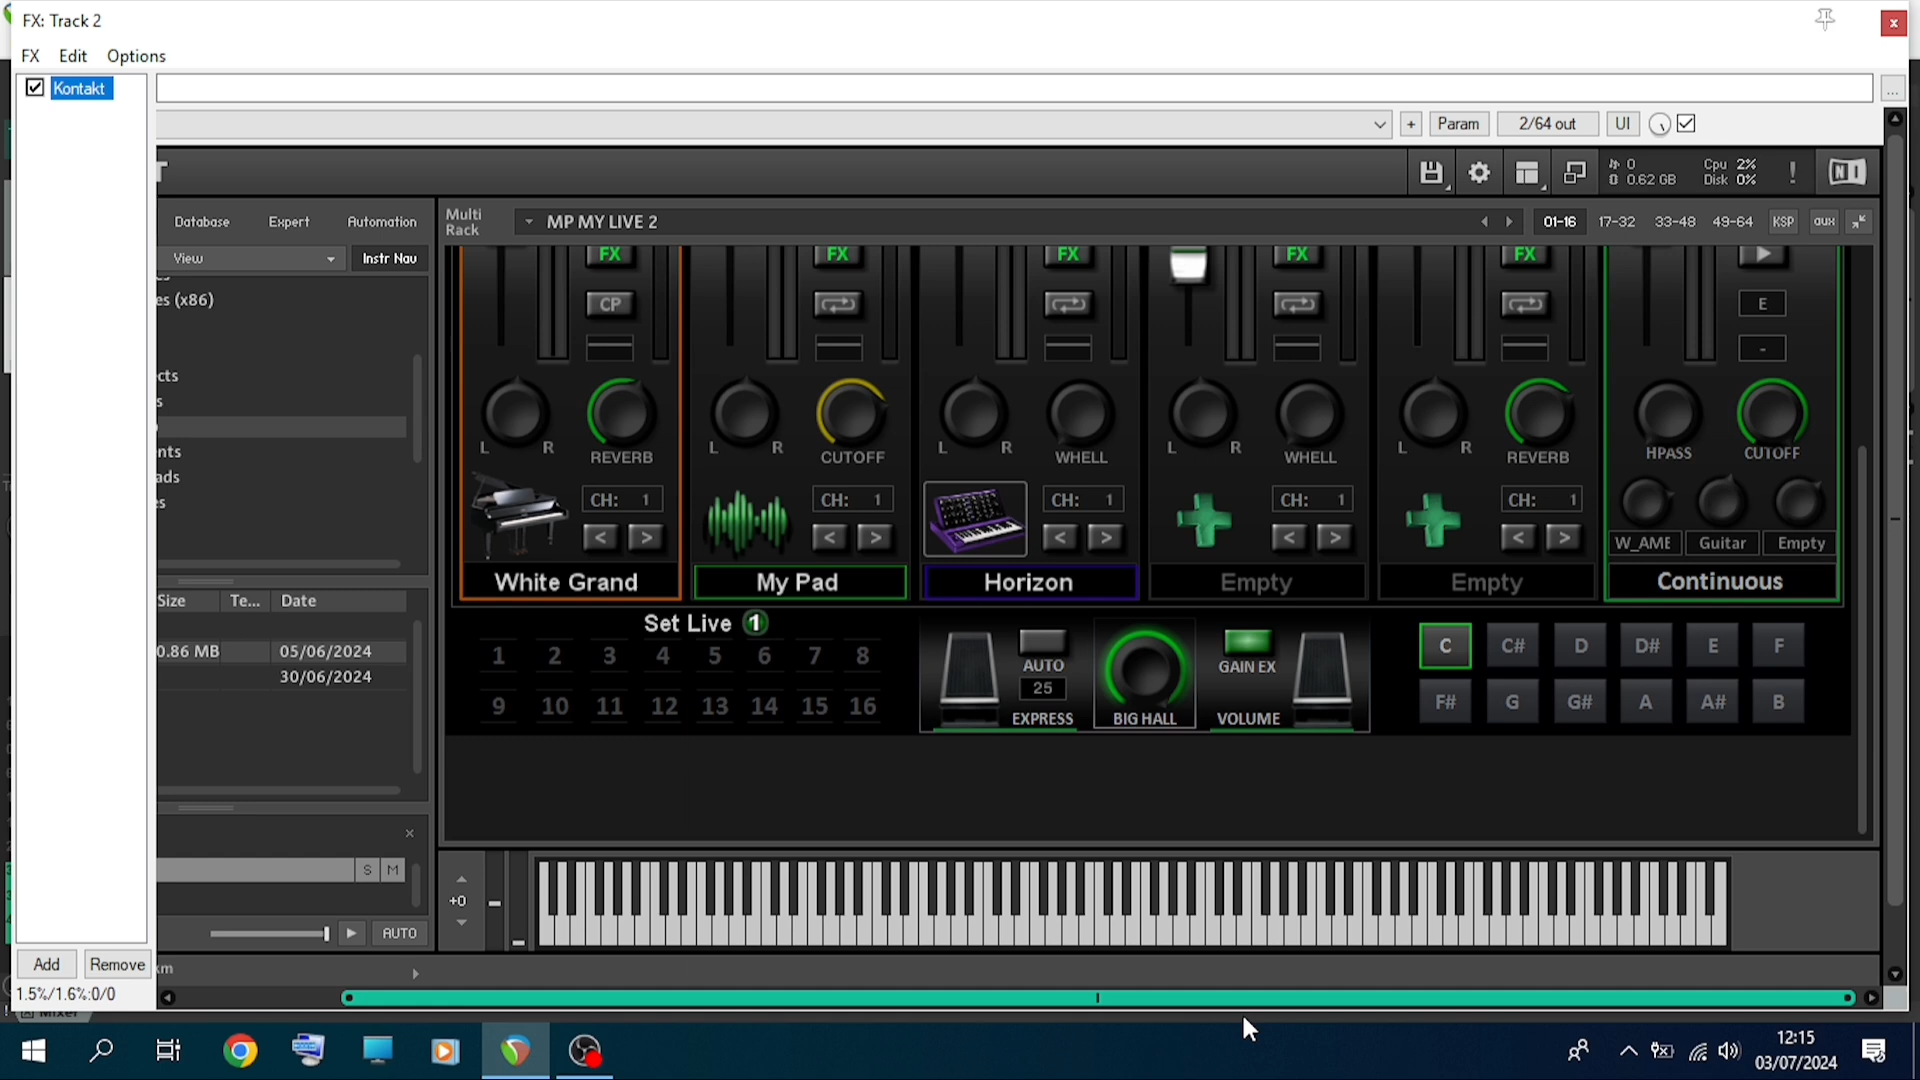 FX: Track 2
FX Edit Options
Kontakt
...
+ Param 2/64 out UI
0 Cpu 2%
0.62 GB Disk 0%
!
NI
Database Expert Automation
Multi Rack
MP MY LIVE 2
01-16 17-32 33-48 49-64 KSP aux
View Instr Nav
es (x86)
cts
s
nts
ads
es
FX FX FX FX FX
CP E
-
L R REVERB
L R CUTOFF
L R WHELL
L R WHELL
L R REVERB
HPASS CUTOFF
CH: 1 CH: 1 CH: 1 CH: 1 CH: 1
< > < > < > < > < >
W_AME Guitar Empty
White Grand My Pad Horizon Empty Empty Continuous
Size Te... Date
0.86 MB 05/06/2024
30/06/2024
Set Live 1
1 2 3 4 5 6 7 8
9 10 11 12 13 14 15 16
AUTO
25
EXPRESS
BIG HALL
GAIN EX
VOLUME
C C# D D# E F
F# G G# A A# B
x
S M
+0
AUTO
Add Remove
km
1.5%/1.6%:0/0
Mixer
12:15
03/07/2024